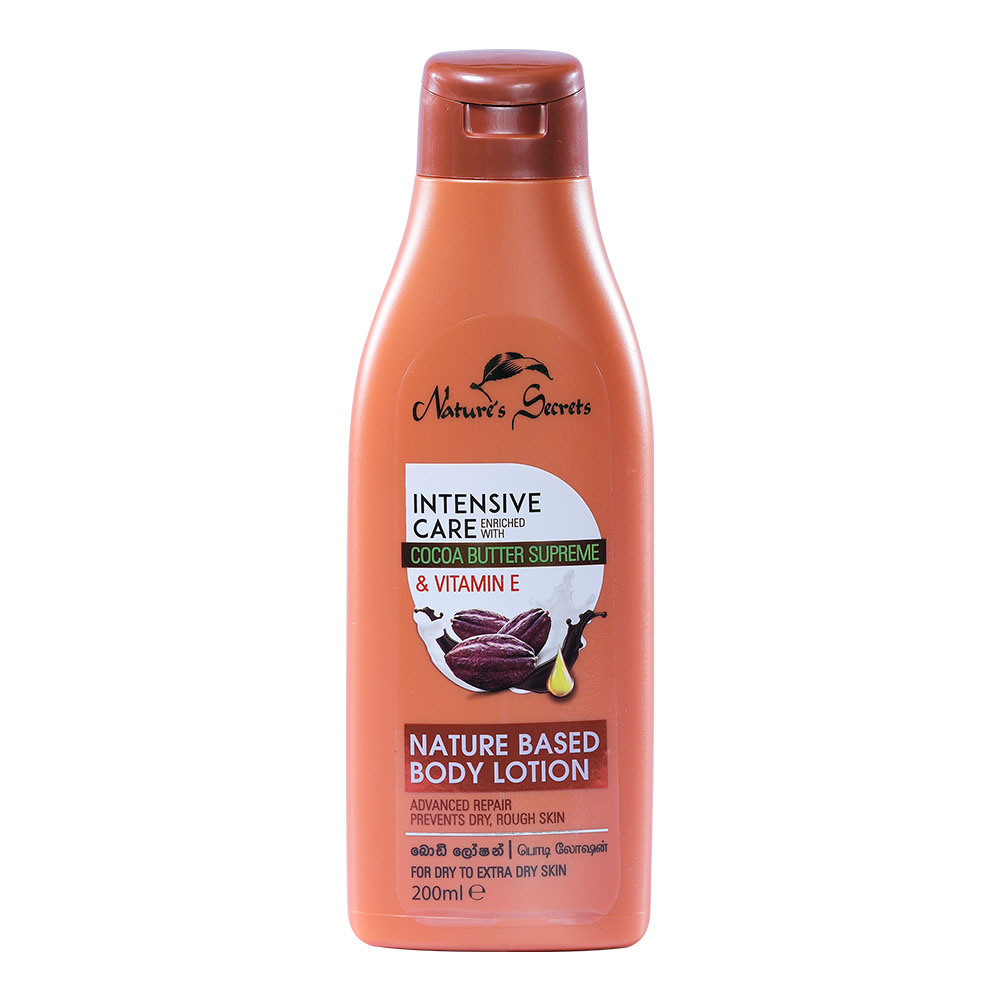 Nature's Secrets
INTENSIVE
CARE ENRICHED WITH
COCOA BUTTER SUPREME
& VITAMIN E
NATURE BASED
BODY LOTION
ADVANCED REPAIR
PREVENTS DRY, ROUGH SKIN
බොඩි ලෝෂන් | பொடி லோஷன்
FOR DRY TO EXTRA DRY SKIN
200ml ℮